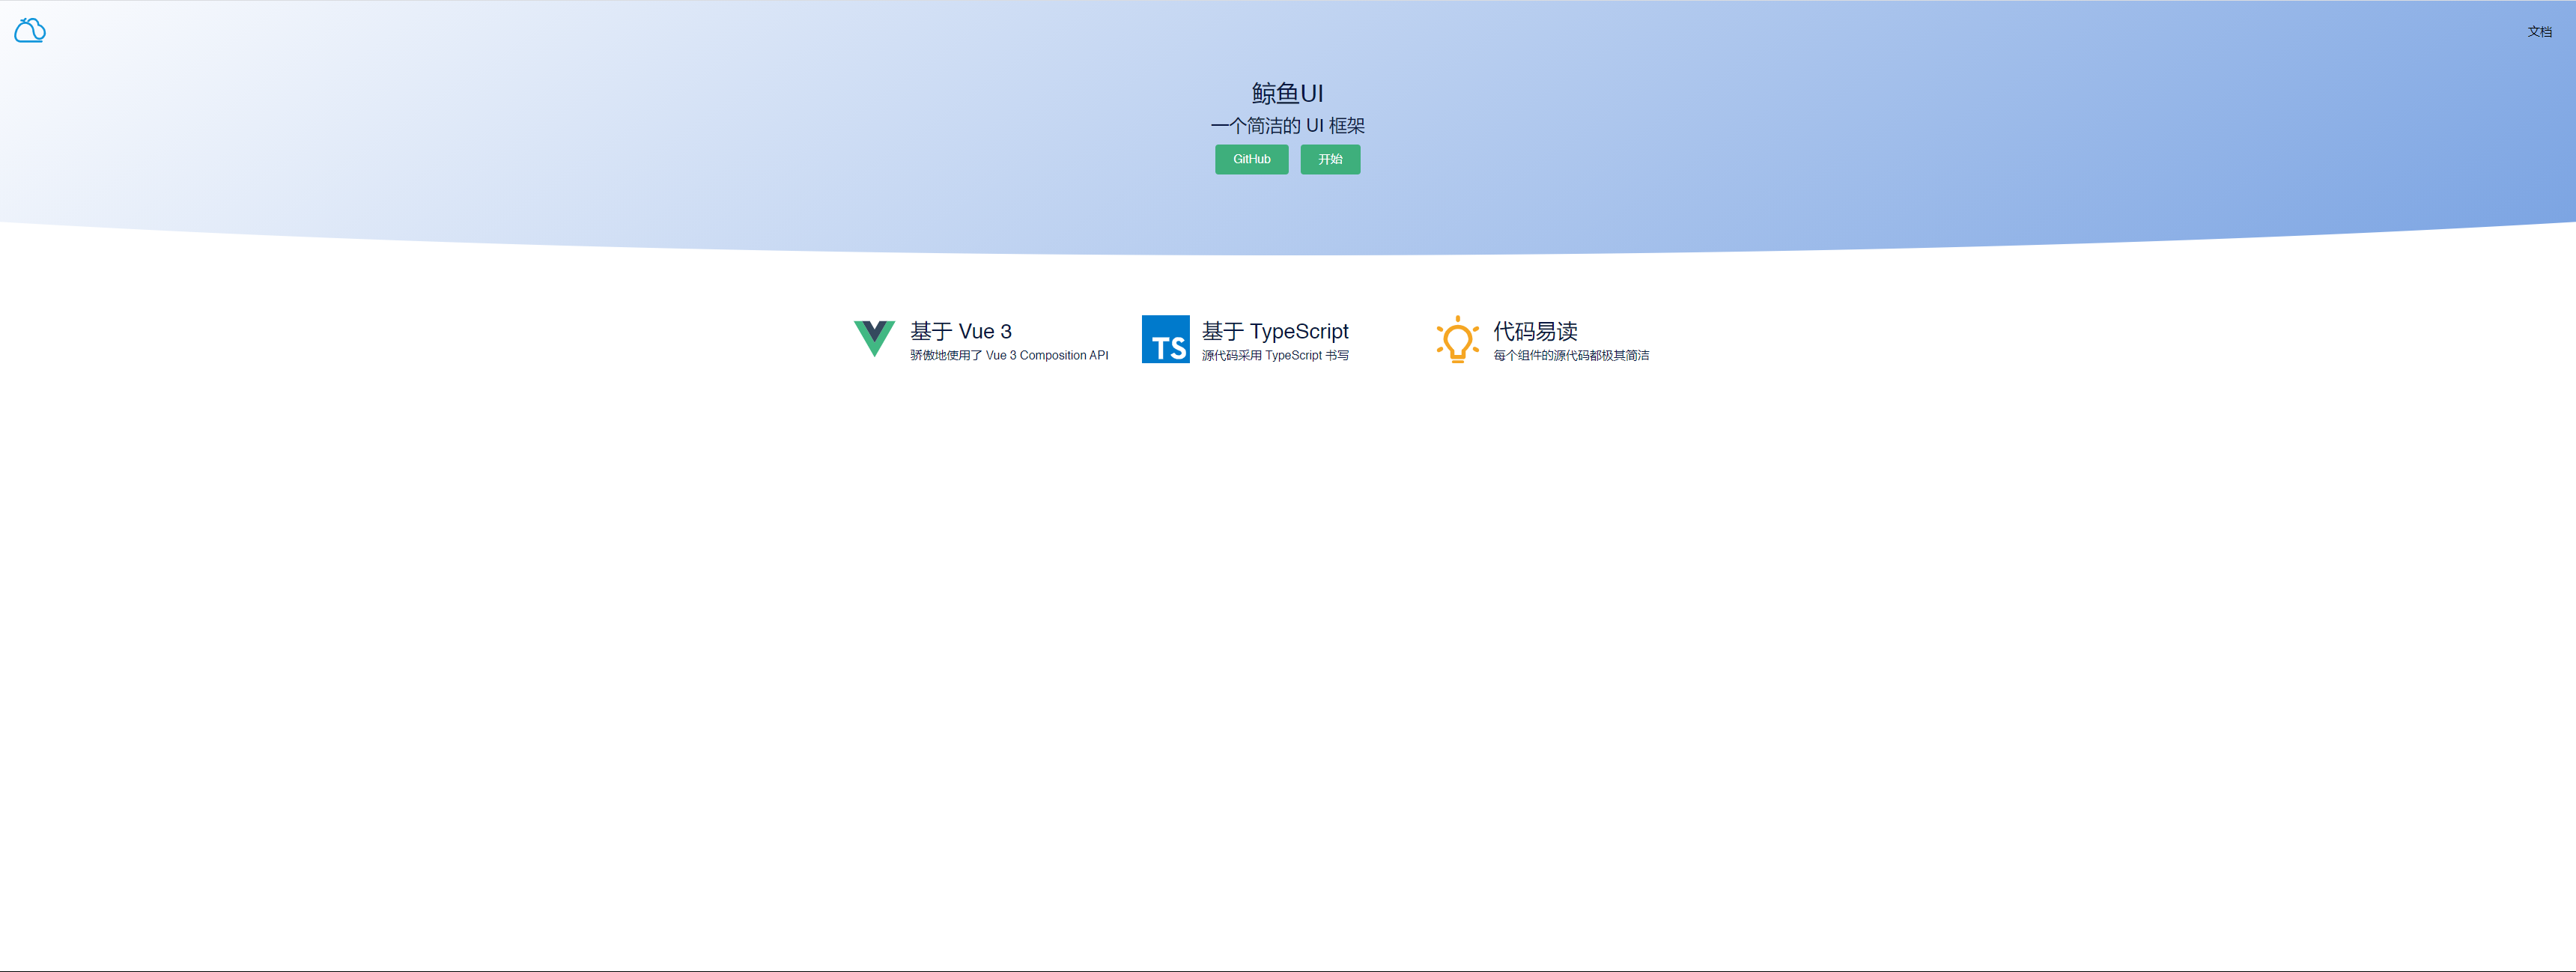 文档
鲸鱼UI
一个简洁的 UI 框架
GitHub
开始
基于 Vue 3
骄傲地使用了 Vue 3 Composition API
TS
基于 TypeScript
源代码采用 TypeScript 书写
代码易读
每个组件的源代码都极其简洁